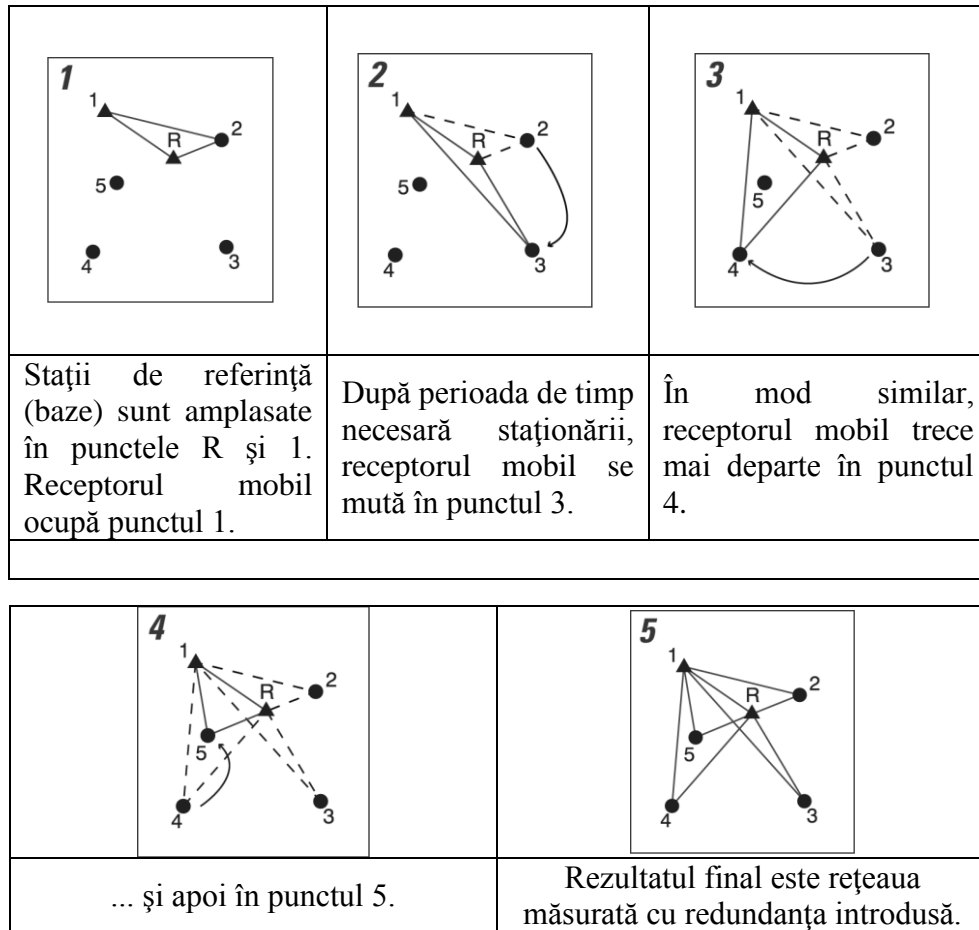 1
1
R
2
5
4
3
2
1
R
2
5
4
3
3
1
R
2
5
4
3
Staţii de referinţă
(baze) sunt amplasate
în punctele R şi 1.
Receptorul mobil
ocupă punctul 1.
După perioada de timp
necesară staţionării,
receptorul mobil se
mută în punctul 3.
În mod similar,
receptorul mobil trece
mai departe în punctul
4.
4
1
R
2
5
4
3
5
1
R
2
5
4
3
... şi apoi în punctul 5.
Rezultatul final este reţeaua
măsurată cu redundanţa introdusă.